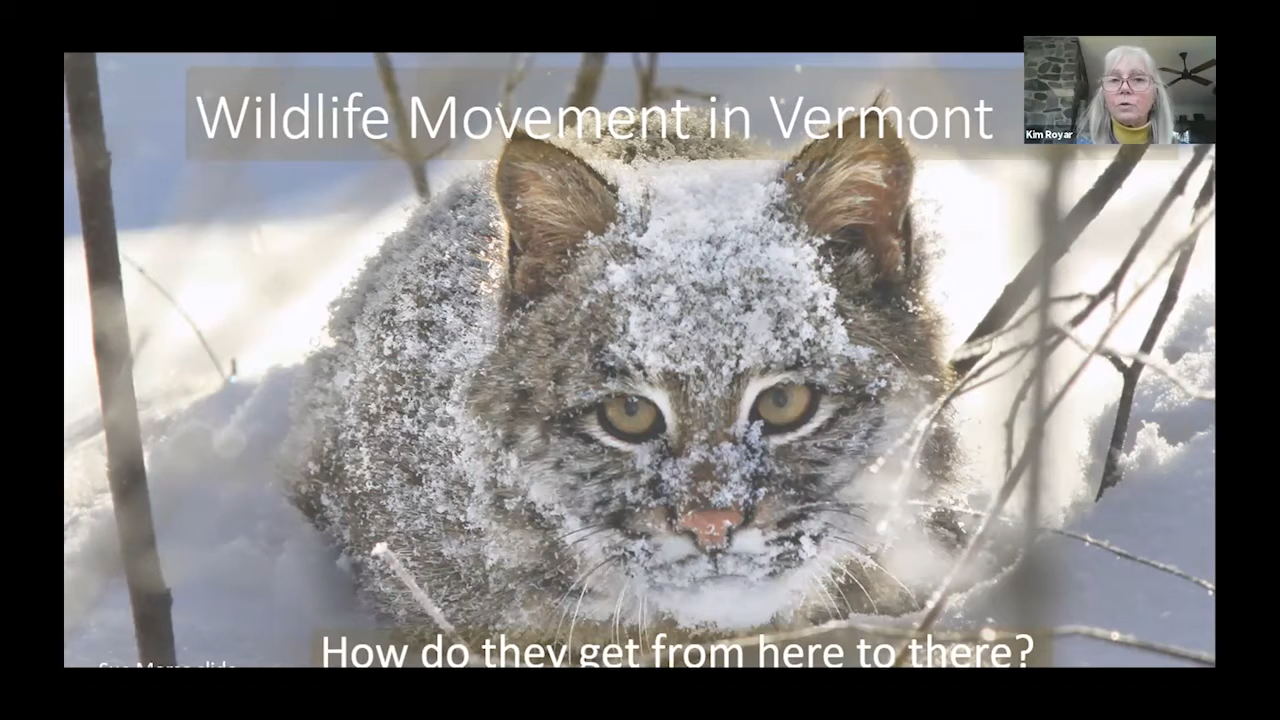 Wildlife Movement in Vermont
Kim Royar
How do they get from here to there?